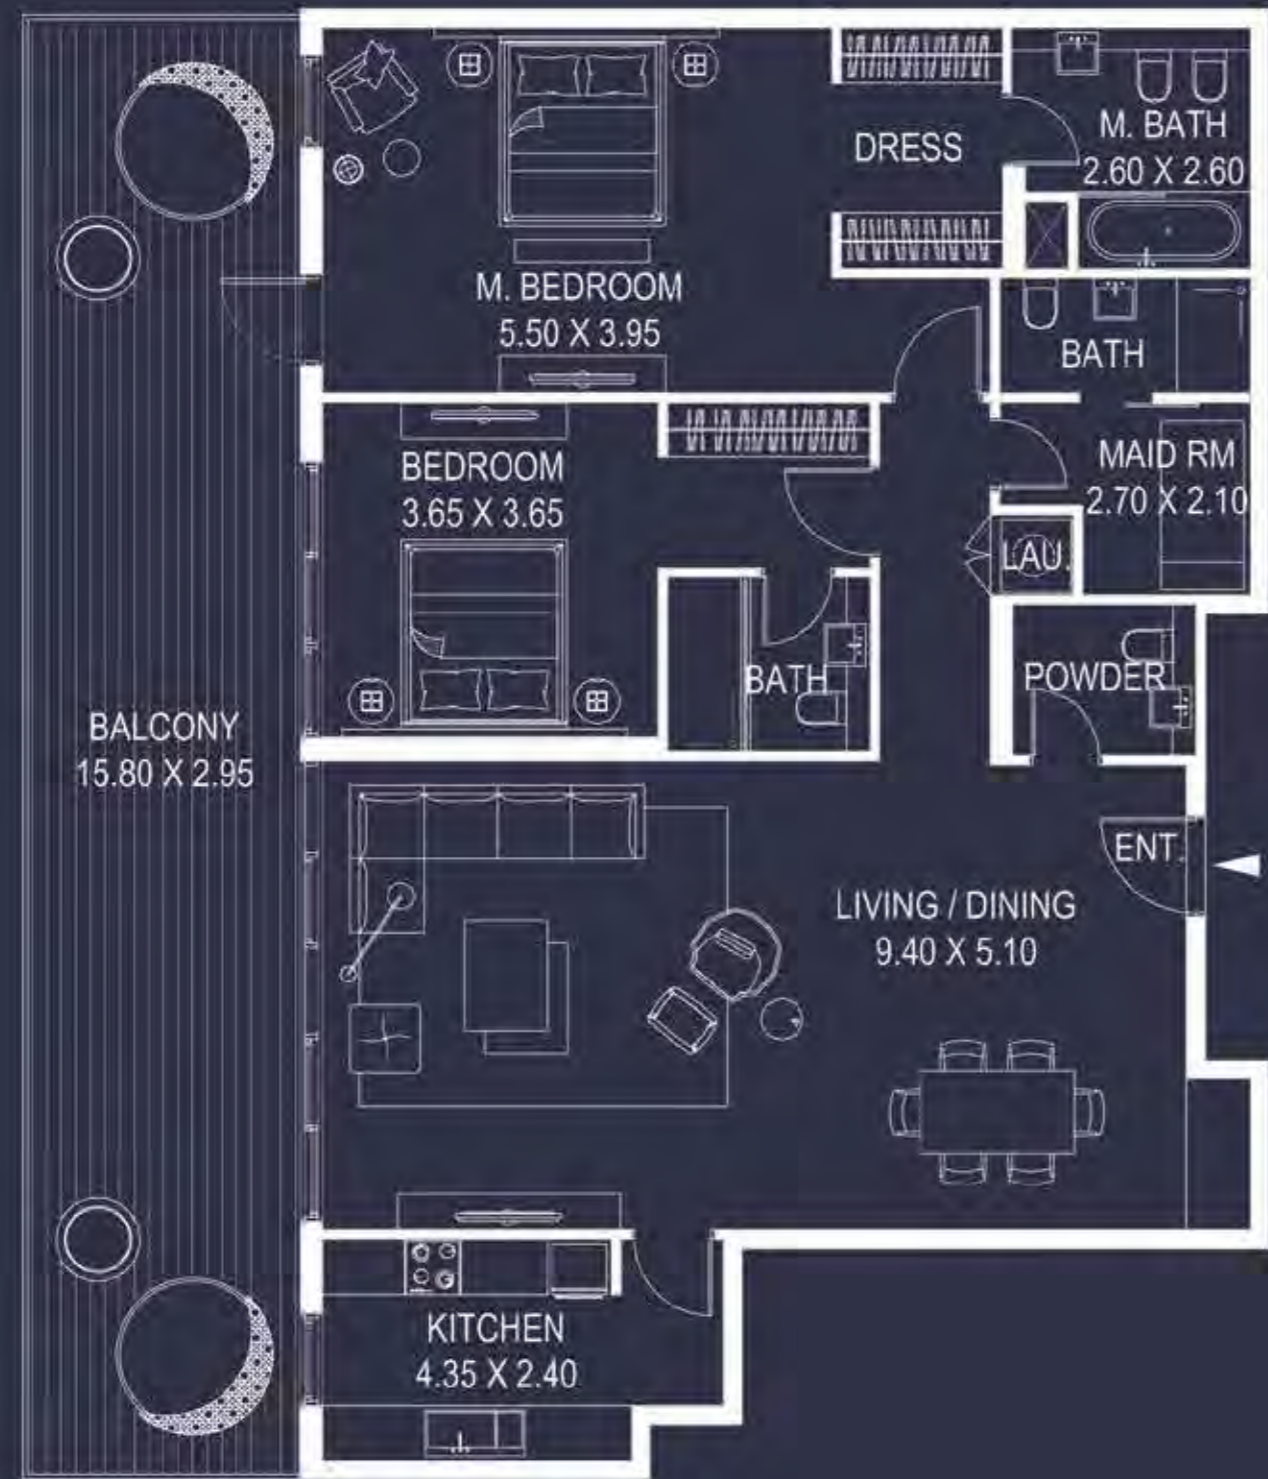 DRESS
M. BATH
2.60 X 2.60
M. BEDROOM
5.50 X 3.95
BATH
BEDROOM
3.65 X 3.65
MAID RM
2.70 X 2.10
LAU.
BATH
POWDER
BALCONY
15.80 X 2.95
ENT.
LIVING / DINING
9.40 X 5.10
KITCHEN
4.35 X 2.40